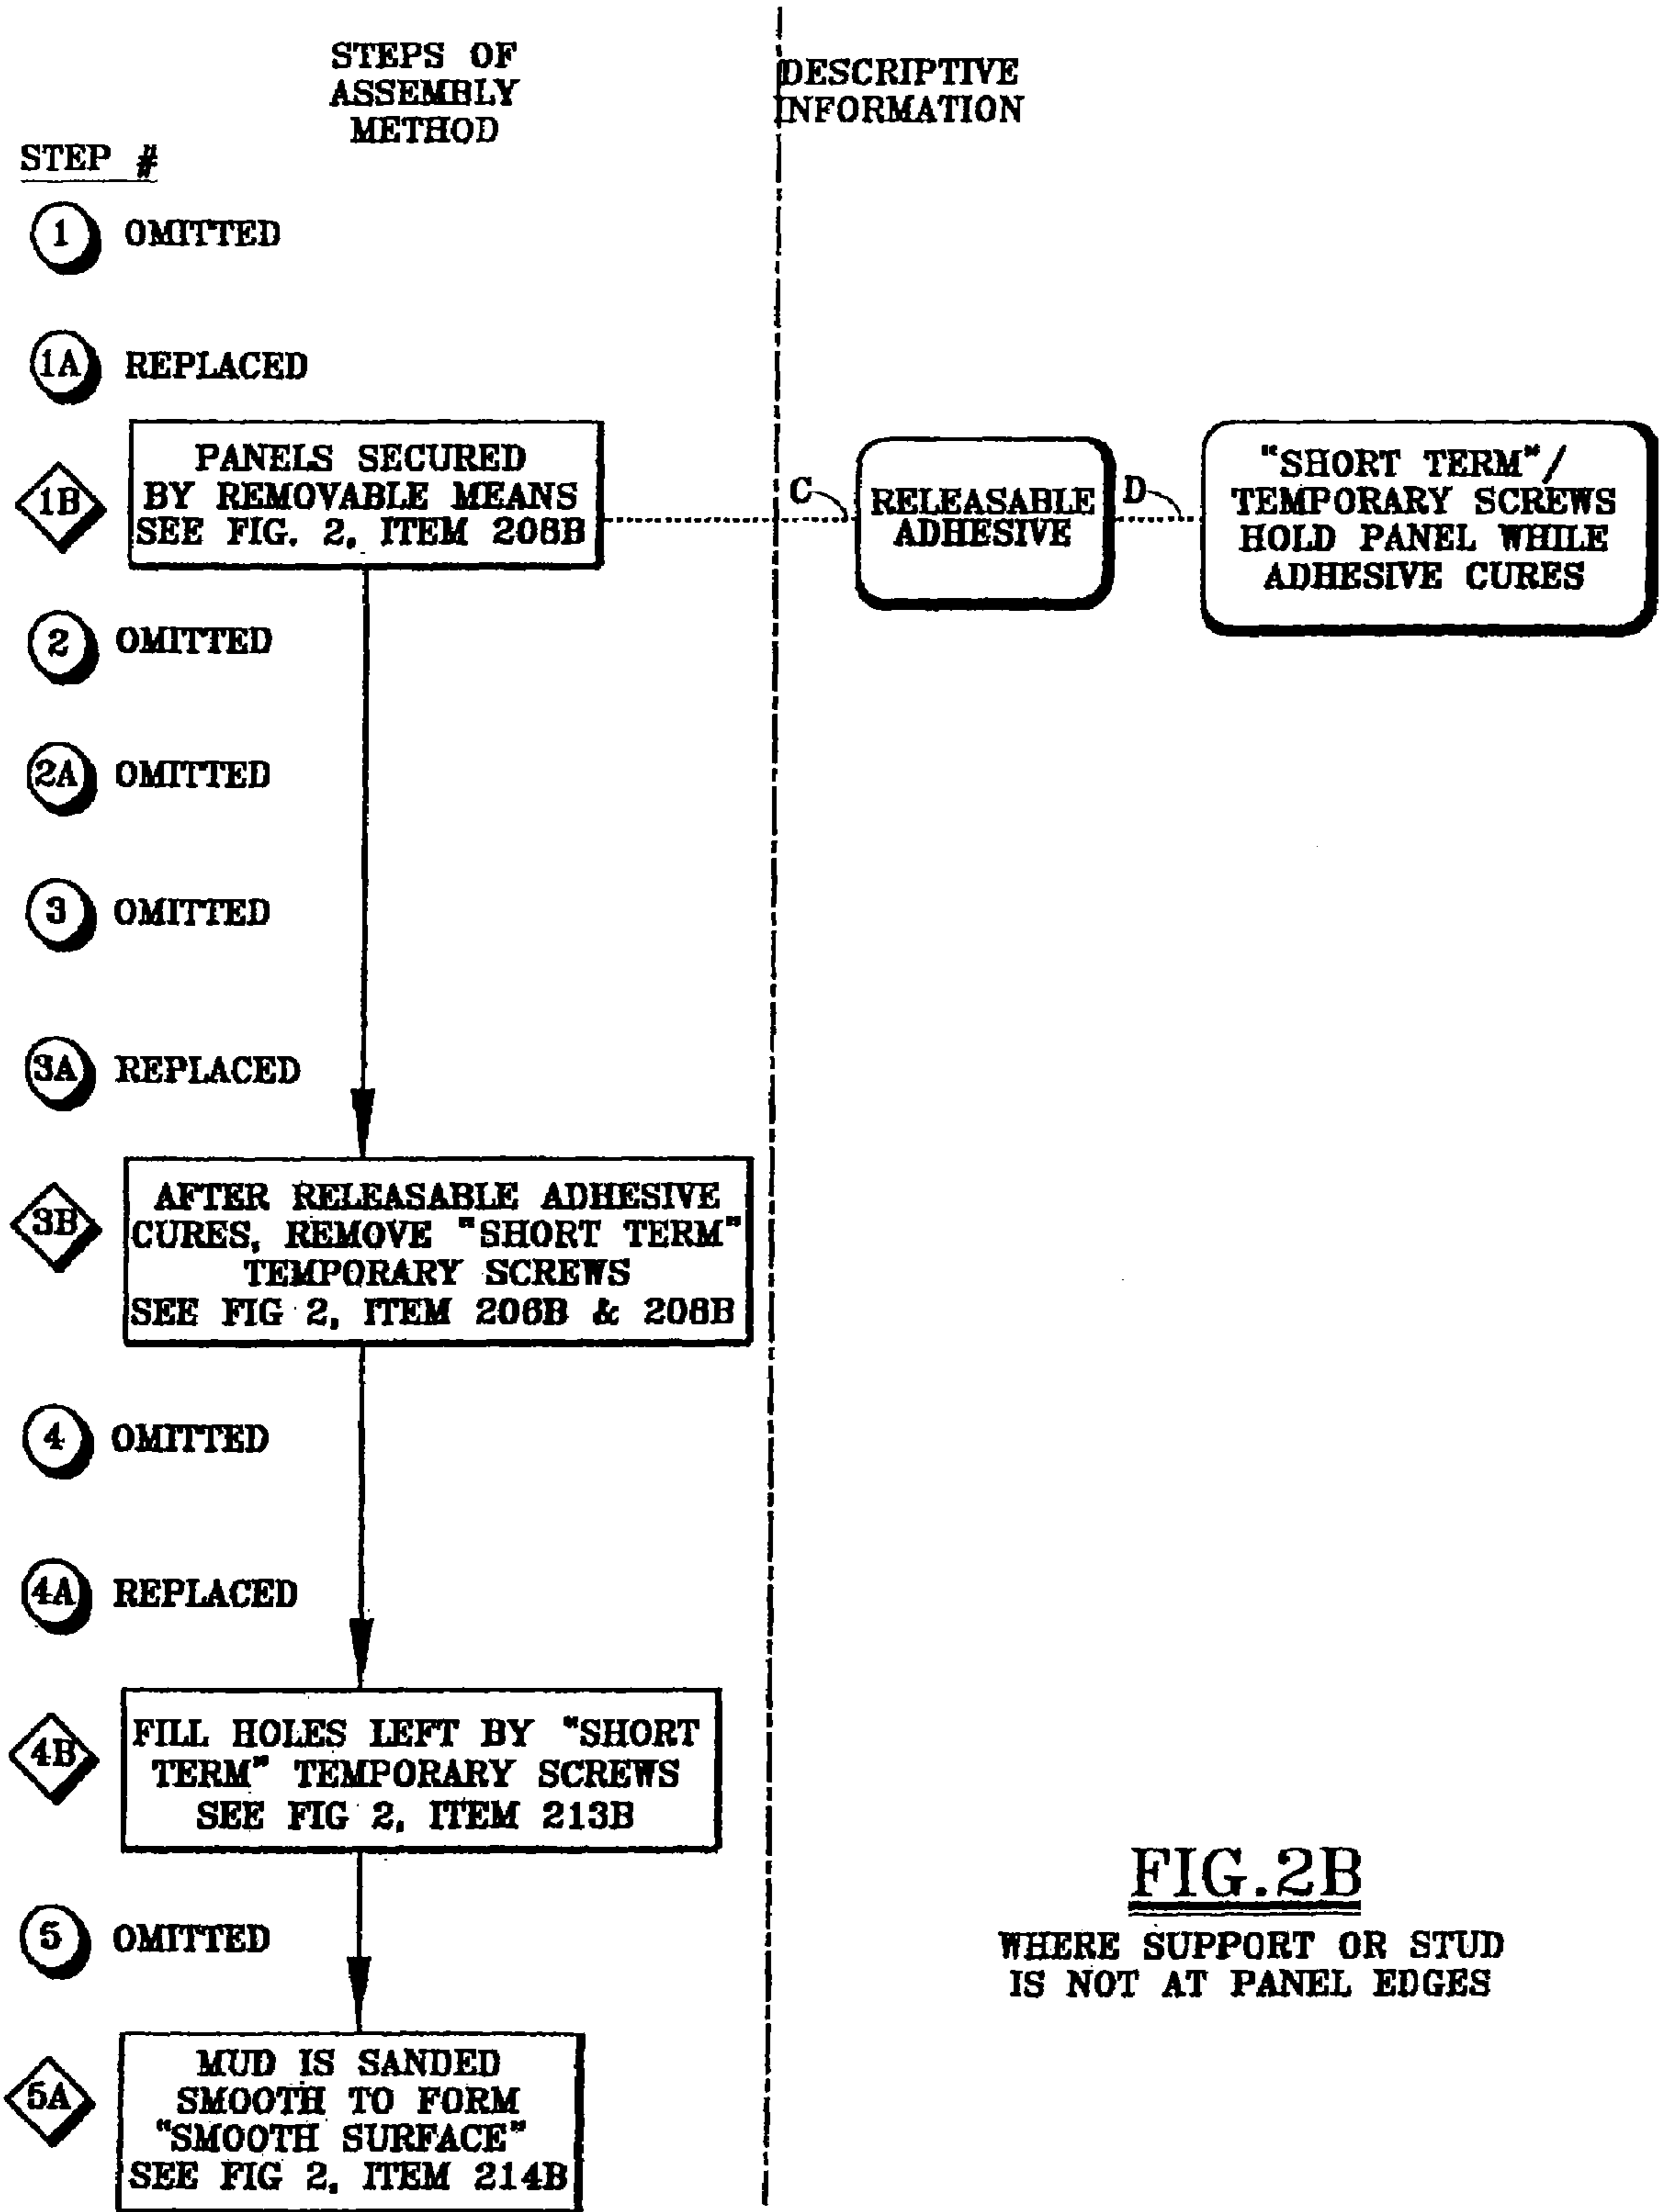 STEPS OF
ASSEMBLY
METHOD
DESCRIPTIVE
INFORMATION
STEP #
1 OMITTED
1A REPLACED
1B
PANELS SECURED
BY REMOVABLE MEANS
SEE FIG. 2, ITEM 208B
C
RELEASABLE
ADHESIVE
D
"SHORT TERM"/
TEMPORARY SCREWS
HOLD PANEL WHILE
ADHESIVE CURES
2 OMITTED
2A OMITTED
3 OMITTED
3A REPLACED
3B
AFTER RELEASABLE ADHESIVE
CURES, REMOVE "SHORT TERM"
TEMPORARY SCREWS
SEE FIG 2, ITEM 206B & 208B
4 OMITTED
4A REPLACED
4B
FILL HOLES LEFT BY "SHORT
TERM" TEMPORARY SCREWS
SEE FIG 2, ITEM 213B
5 OMITTED
5A
MUD IS SANDED
SMOOTH TO FORM
"SMOOTH SURFACE"
SEE FIG 2, ITEM 214B
FIG.2B
WHERE SUPPORT OR STUD
IS NOT AT PANEL EDGES